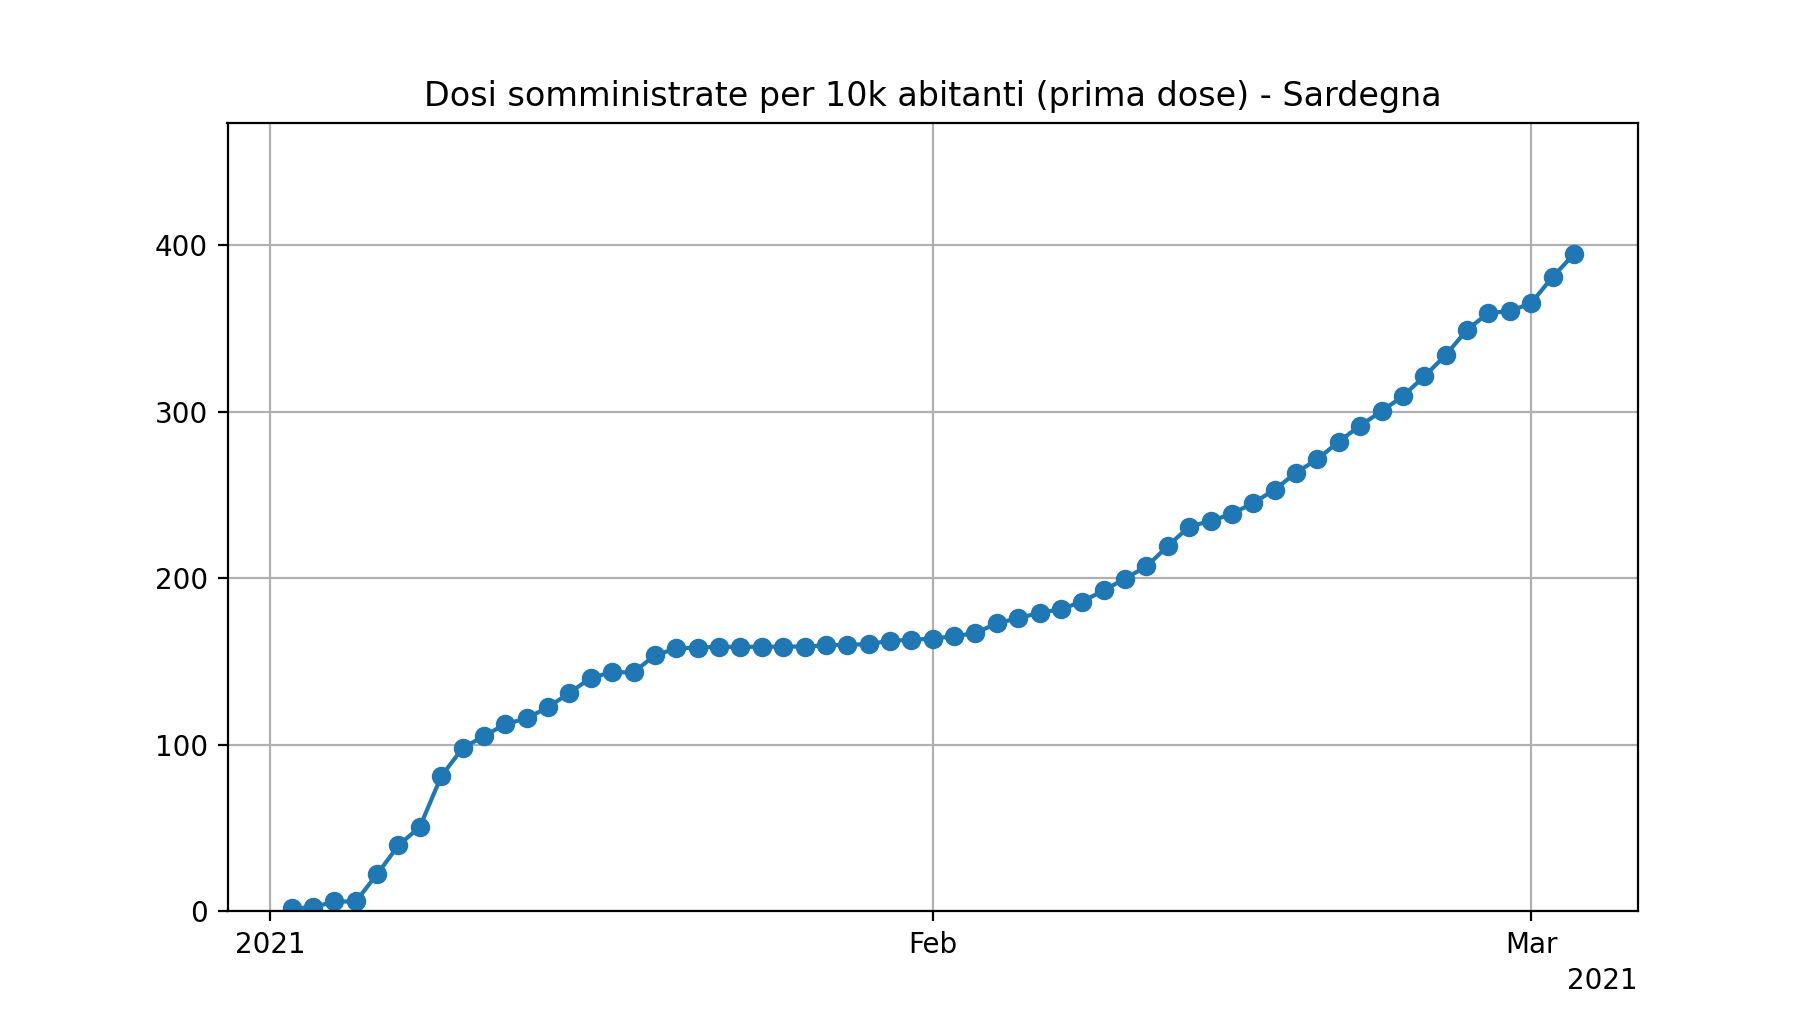 Dosi somministrate per 10k abitanti (prima dose) - Sardegna
400
300
200
100
0
2021
Feb
Mar
2021